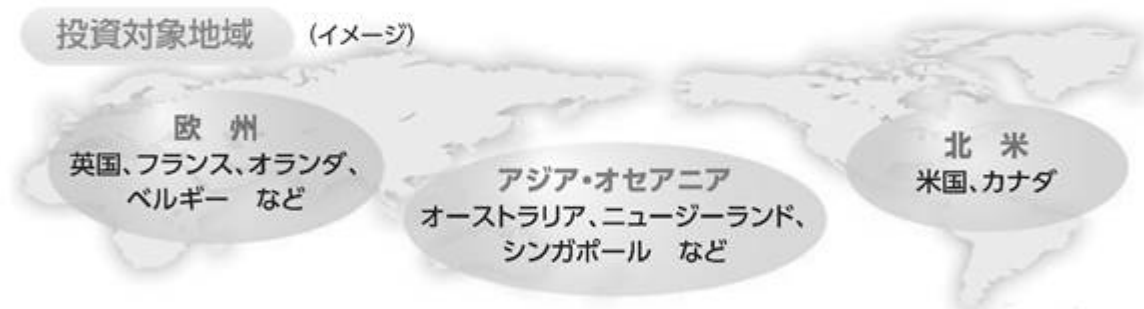 投資対象地域 (イメージ)
欧 州
英国、フランス、オランダ、
ベルギー など
アジア・オセアニア
オーストラリア、ニュージーランド、
シンガポール など
北 米
米国、カナダ